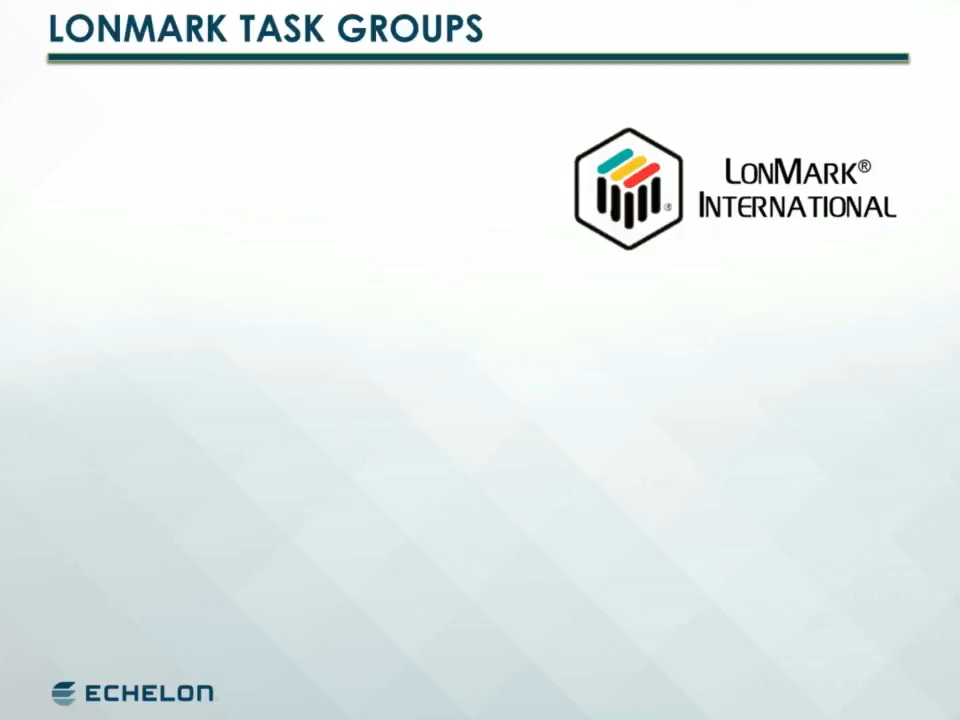 LONMARK TASK GROUPS
LONMARK®
INTERNATIONAL
®
ECHELON